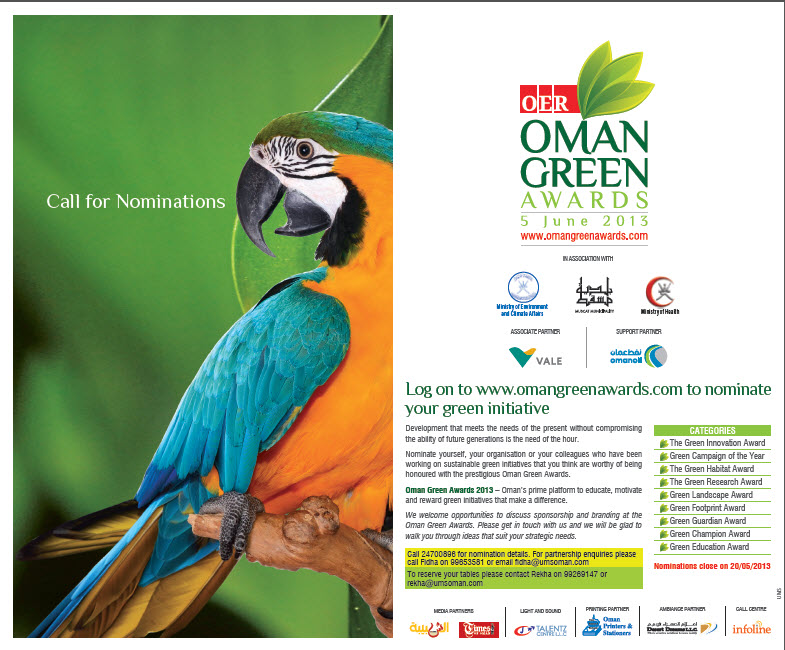 Call for Nominations
OER
OMAN
GREEN
AWARDS
5 June 2013
www.omangreenawards.com
IN ASSOCIATION WITH
Ministry of Environment
and Climate Affairs
MUSCAT MUNICIPALITY
Ministry of Health
ASSOCIATE PARTNER
SUPPORT PARTNER
VALE
نفط عمان
omanoil
Log on to www.omangreenawards.com to nominate
your green initiative
Development that meets the needs of the present without compromising
the ability of future generations is the need of the hour.
Nominate yourself, your organisation or your colleagues who have been
working on sustainable green initiatives that you think are worthy of being
honoured with the prestigious Oman Green Awards.
Oman Green Awards 2013 – Oman's prime platform to educate, motivate
and reward green initiatives that make a difference.
We welcome opportunities to discuss sponsorship and branding at the
Oman Green Awards. Please get in touch with us and we will be glad to
walk you through ideas that suit your strategic needs.
Call 24700896 for nomination details. For partnership enquiries please
call Fidha on 99653581 or email fidha@umsoman.com
To reserve your tables please contact Rekha on 99269147 or
rekha@umsoman.com
CATEGORIES
The Green Innovation Award
Green Campaign of the Year
The Green Habitat Award
The Green Research Award
Green Landscape Award
Green Footprint Award
Green Guardian Award
Green Champion Award
Green Education Award
Nominations close on 20/05/2013
UMS
MEDIA PARTNERS
LIGHT AND SOUND
PRINTING PARTNER
AMBIANCE PARTNER
CALL CENTRE
Times
TALENTZ
CENTRE L.L.C.
Oman
Printers &
Stationers
Desert Dreams LLC
infoline